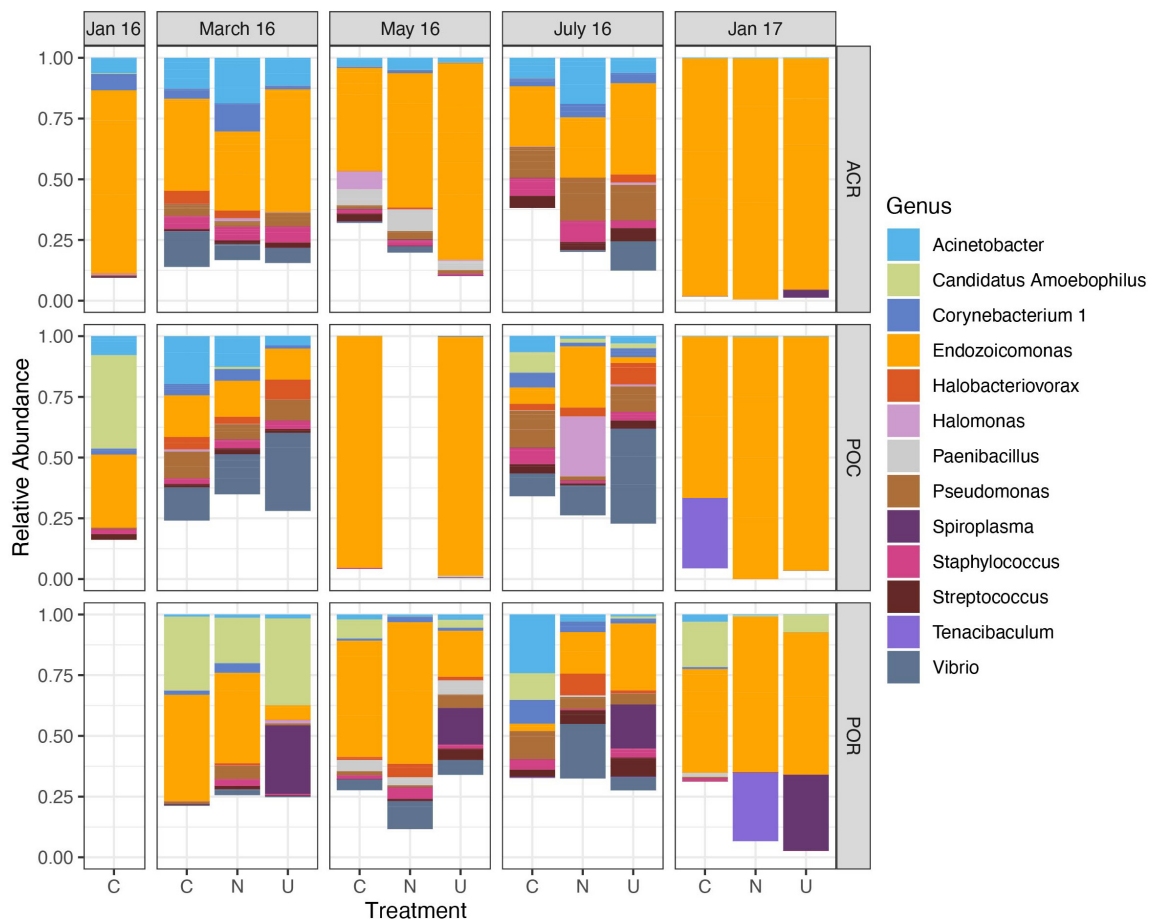 Jan 16 March 16 May 16 July 16 Jan 17
1.00
0.75
0.50
0.25
0.00
ACR
1.00
0.75
0.50
0.25
0.00
POC
1.00
0.75
0.50
0.25
0.00
POR
Relative Abundance
C C N U C N U C N U C N U
Treatment
Genus
Acinetobacter
Candidatus Amoebophilus
Corynebacterium 1
Endozoicomonas
Halobacteriovorax
Halomonas
Paenibacillus
Pseudomonas
Spiroplasma
Staphylococcus
Streptococcus
Tenacibaculum
Vibrio